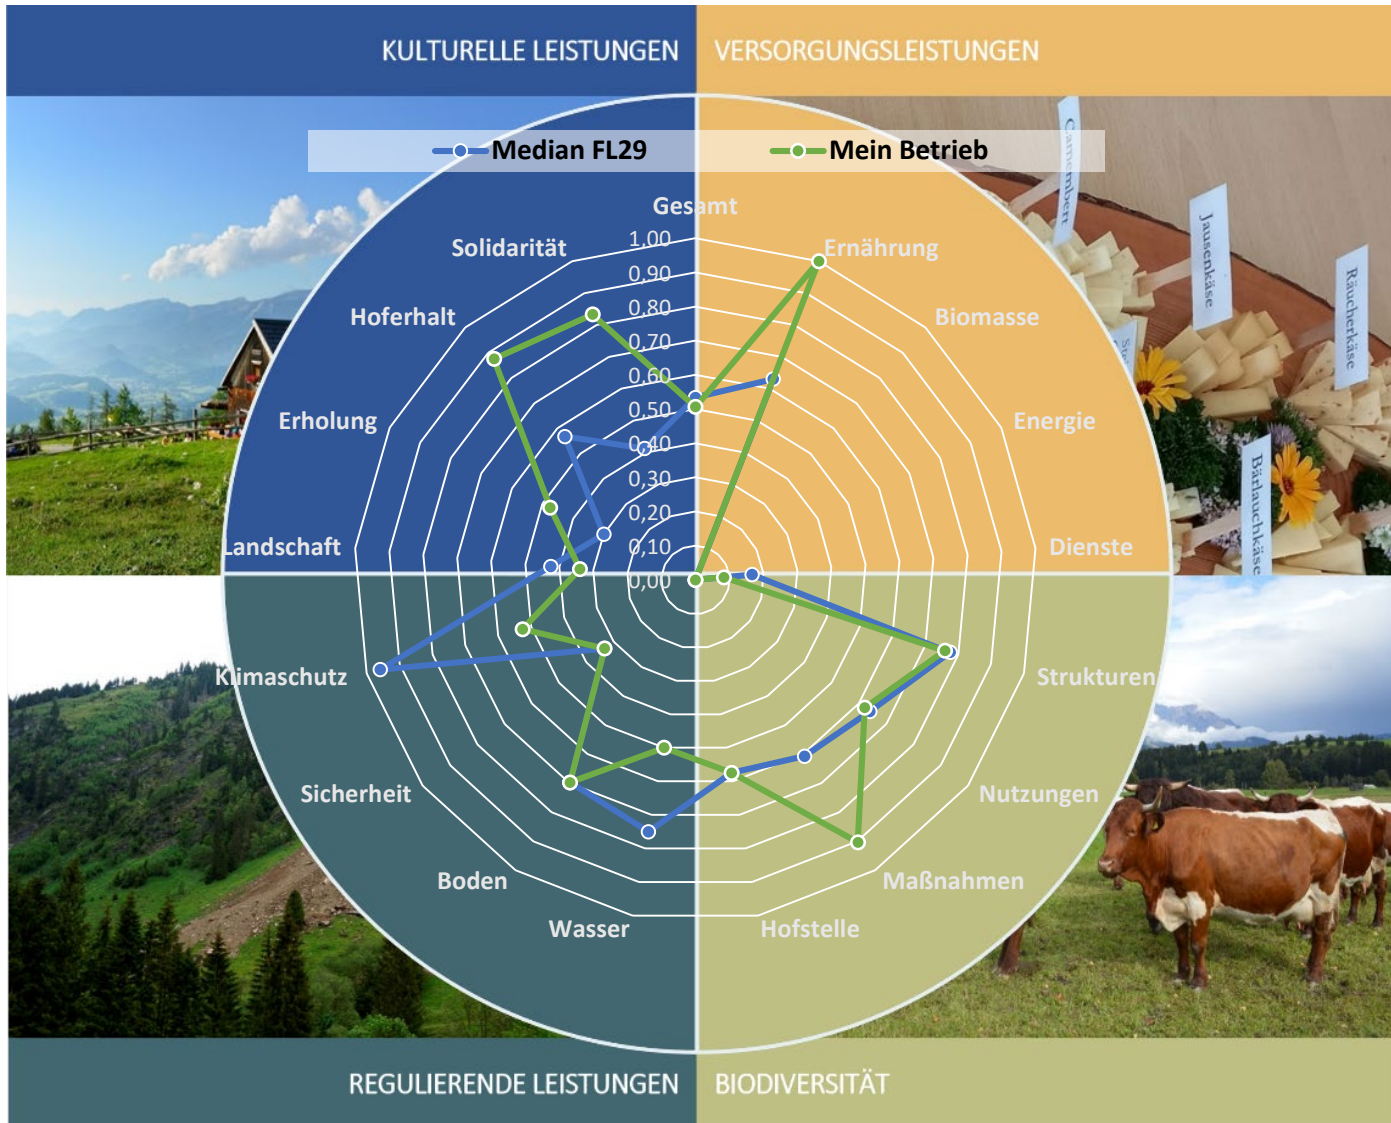 KULTURELLE LEISTUNGEN
VERSORGUNGSLEISTUNGEN
Median FL29
Mein Betrieb
Camembert
Jausenkäse
Räucherkäse
Bärlauchkäse
Gesamt
Ernährung
Biomasse
Energie
Dienste
Strukturen
Nutzungen
Maßnahmen
Hofstelle
Wasser
Boden
Sicherheit
Klimaschutz
Landschaft
Erholung
Hoferhalt
Solidarität
1,00
0,90
0,80
0,70
0,60
0,50
0,40
0,30
0,20
0,10
0,00
REGULIERENDE LEISTUNGEN
BIODIVERSITÄT